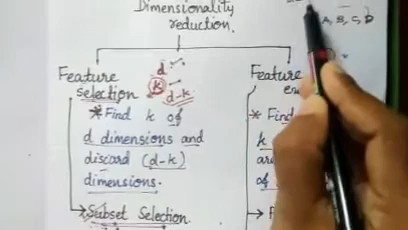 Dimensionality
reduction.
A, B, C, D
Feature
selection
d
k
d-k
* Find k of
d dimensions and
discard (d-k)
dimensions.
→ Subset Selection
Feature
* Find
k
of
→ F